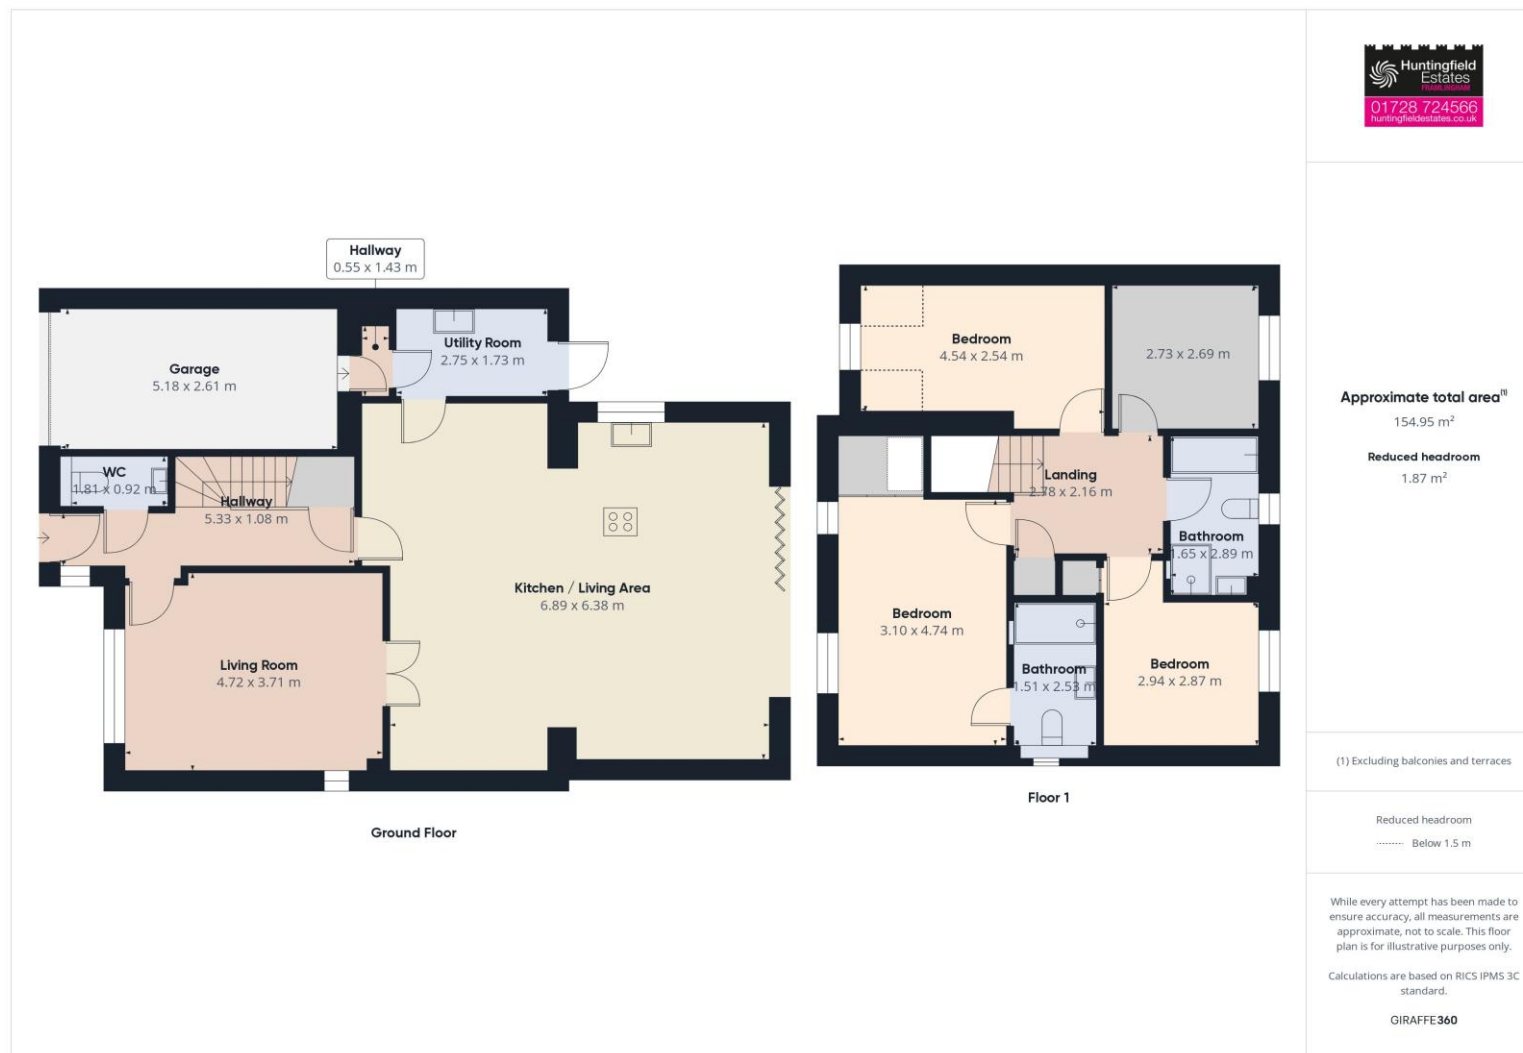 Huntingfield
Estates
FRAMLINGHAM
01728 724566
huntingfieldestates.co.uk
Hallway
0.55 x 1.43 m
Utility Room
2.75 x 1.73 m
Garage
5.18 x 2.61 m
WC
1.81 x 0.92 m
Hallway
5.33 x 1.08 m
Kitchen / Living Area
6.89 x 6.38 m
Living Room
4.72 x 3.71 m
Ground Floor
Bedroom
4.54 x 2.54 m
2.73 x 2.69 m
Landing
2.78 x 2.16 m
Bathroom
1.65 x 2.89 m
Bedroom
3.10 x 4.74 m
Bathroom
1.51 x 2.53 m
Bedroom
2.94 x 2.87 m
Floor 1
Approximate total area(1)
154.95 m²
Reduced headroom
1.87 m²
(1) Excluding balconies and terraces
Reduced headroom
Below 1.5 m
While every attempt has been made to
ensure accuracy, all measurements are
approximate, not to scale. This floor
plan is for illustrative purposes only.
Calculations are based on RICS IPMS 3C
standard.
GIRAFFE360